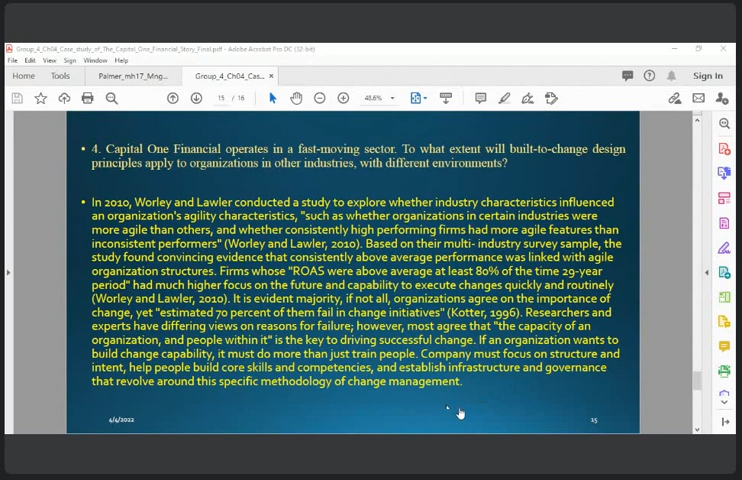 Group_4_Ch04_Case_study_of_The_Capital_One_Financial_Story_Final.pdf - Adobe Acrobat Pro DC (32-bit)
File Edit View Sign Window Help
Home Tools Palmer_mh17_Mng... Group_4_Ch04_Cas... × Sign In
15 / 16 48.6%
• 4. Capital One Financial operates in a fast-moving sector. To what extent will built-to-change design
principles apply to organizations in other industries, with different environments?
• In 2010, Worley and Lawler conducted a study to explore whether industry characteristics influenced
an organization's agility characteristics, "such as whether organizations in certain industries were
more agile than others, and whether consistently high performing firms had more agile features than
inconsistent performers" (Worley and Lawler, 2010). Based on their multi- industry survey sample, the
study found convincing evidence that consistently above average performance was linked with agile
organization structures. Firms whose "ROAS were above average at least 80% of the time 29-year
period" had much higher focus on the future and capability to execute changes quickly and routinely
(Worley and Lawler, 2010). It is evident majority, if not all, organizations agree on the importance of
change, yet "estimated 70 percent of them fail in change initiatives" (Kotter, 1996). Researchers and
experts have differing views on reasons for failure; however, most agree that "the capacity of an
organization, and people within it" is the key to driving successful change. If an organization wants to
build change capability, it must do more than just train people. Company must focus on structure and
intent, help people build core skills and competencies, and establish infrastructure and governance
that revolve around this specific methodology of change management.
4/4/2022 15